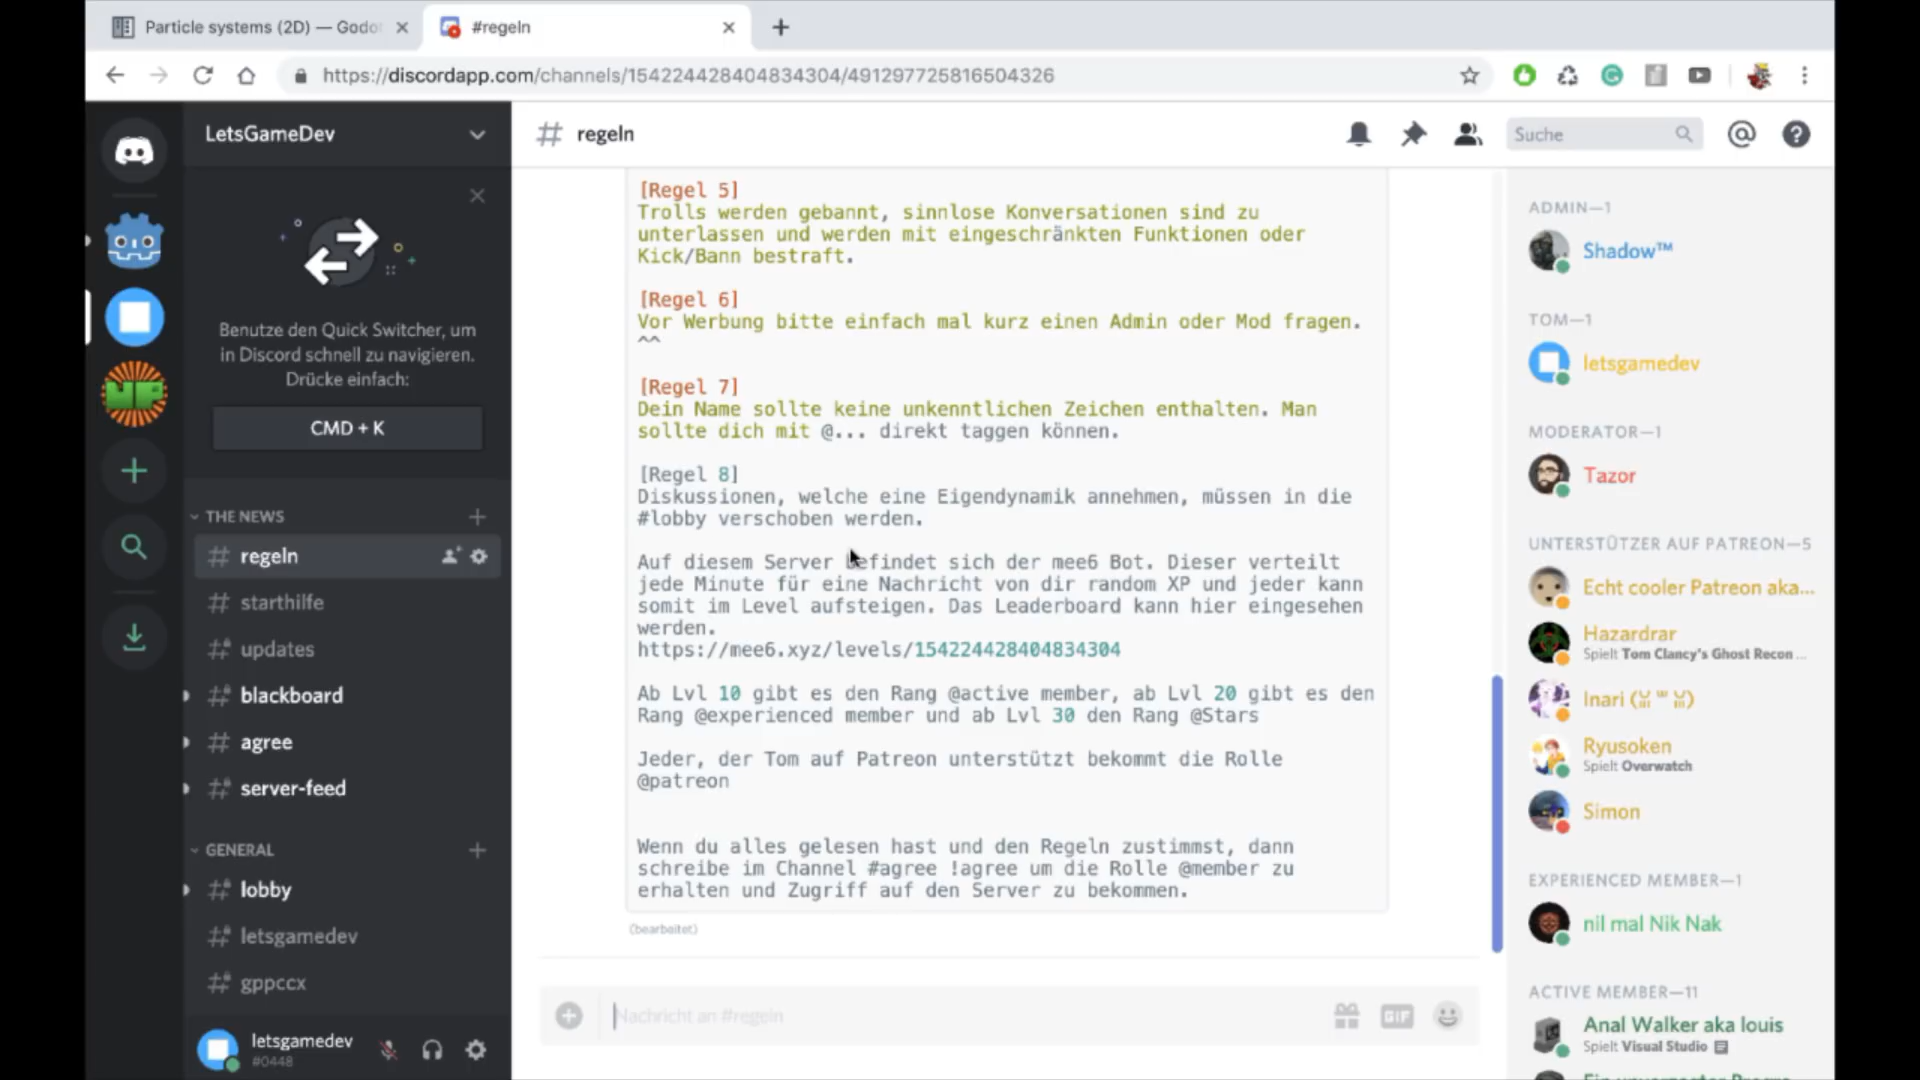 Particle systems (2D) — Godot
#regeln
https://discordapp.com/channels/154224428404834304/491297725816504326
LetsGameDev
Benutze den Quick Switcher, um
in Discord schnell zu navigieren.
Drücke einfach:
CMD + K
THE NEWS
regeln
starthilfe
updates
blackboard
agree
server-feed
GENERAL
lobby
letsgamedev
gppccx
letsgamedev
#0448
regeln
Suche
[Regel 5]
Trolls werden gebannt, sinnlose Konversationen sind zu
unterlassen und werden mit eingeschränkten Funktionen oder
Kick/Bann bestraft.
[Regel 6]
Vor Werbung bitte einfach mal kurz einen Admin oder Mod fragen.
^^
[Regel 7]
Dein Name sollte keine unkenntlichen Zeichen enthalten. Man
sollte dich mit @... direkt taggen können.
[Regel 8]
Diskussionen, welche eine Eigendynamik annehmen, müssen in die
#lobby verschoben werden.
Auf diesem Server befindet sich der mee6 Bot. Dieser verteilt
jede Minute für eine Nachricht von dir random XP und jeder kann
somit im Level aufsteigen. Das Leaderboard kann hier eingesehen
werden.
https://mee6.xyz/levels/154224428404834304
Ab Lvl 10 gibt es den Rang @active member, ab Lvl 20 gibt es den
Rang @experienced member und ab Lvl 30 den Rang @Stars
Jeder, der Tom auf Patreon unterstützt bekommt die Rolle
@patreon
Wenn du alles gelesen hast und den Regeln zustimmst, dann
schreibe im Channel #agree !agree um die Rolle @member zu
erhalten und Zugriff auf den Server zu bekommen.
(bearbeitet)
Nachricht an #regeln
GIF
ADMIN—1
Shadow™
TOM—1
letsgamedev
MODERATOR—1
Tazor
UNTERSTÜTZER AUF PATREON—5
Echt cooler Patreon aka...
Hazardrar
Spielt Tom Clancy's Ghost Recon ...
Inari
Ryusoken
Spielt Overwatch
Simon
EXPERIENCED MEMBER—1
nil mal Nik Nak
ACTIVE MEMBER—11
Anal Walker aka louis
Spielt Visual Studio